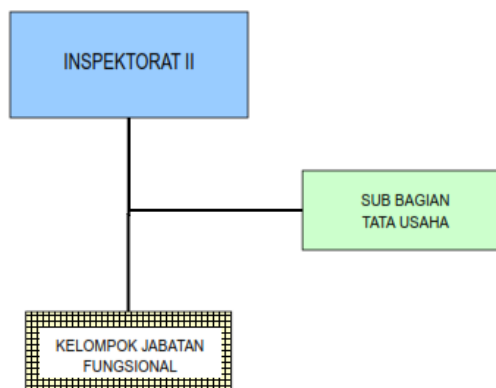 INSPEKTORAT II
SUB BAGIAN
TATA USAHA
KELOMPOK JABATAN
FUNGSIONAL